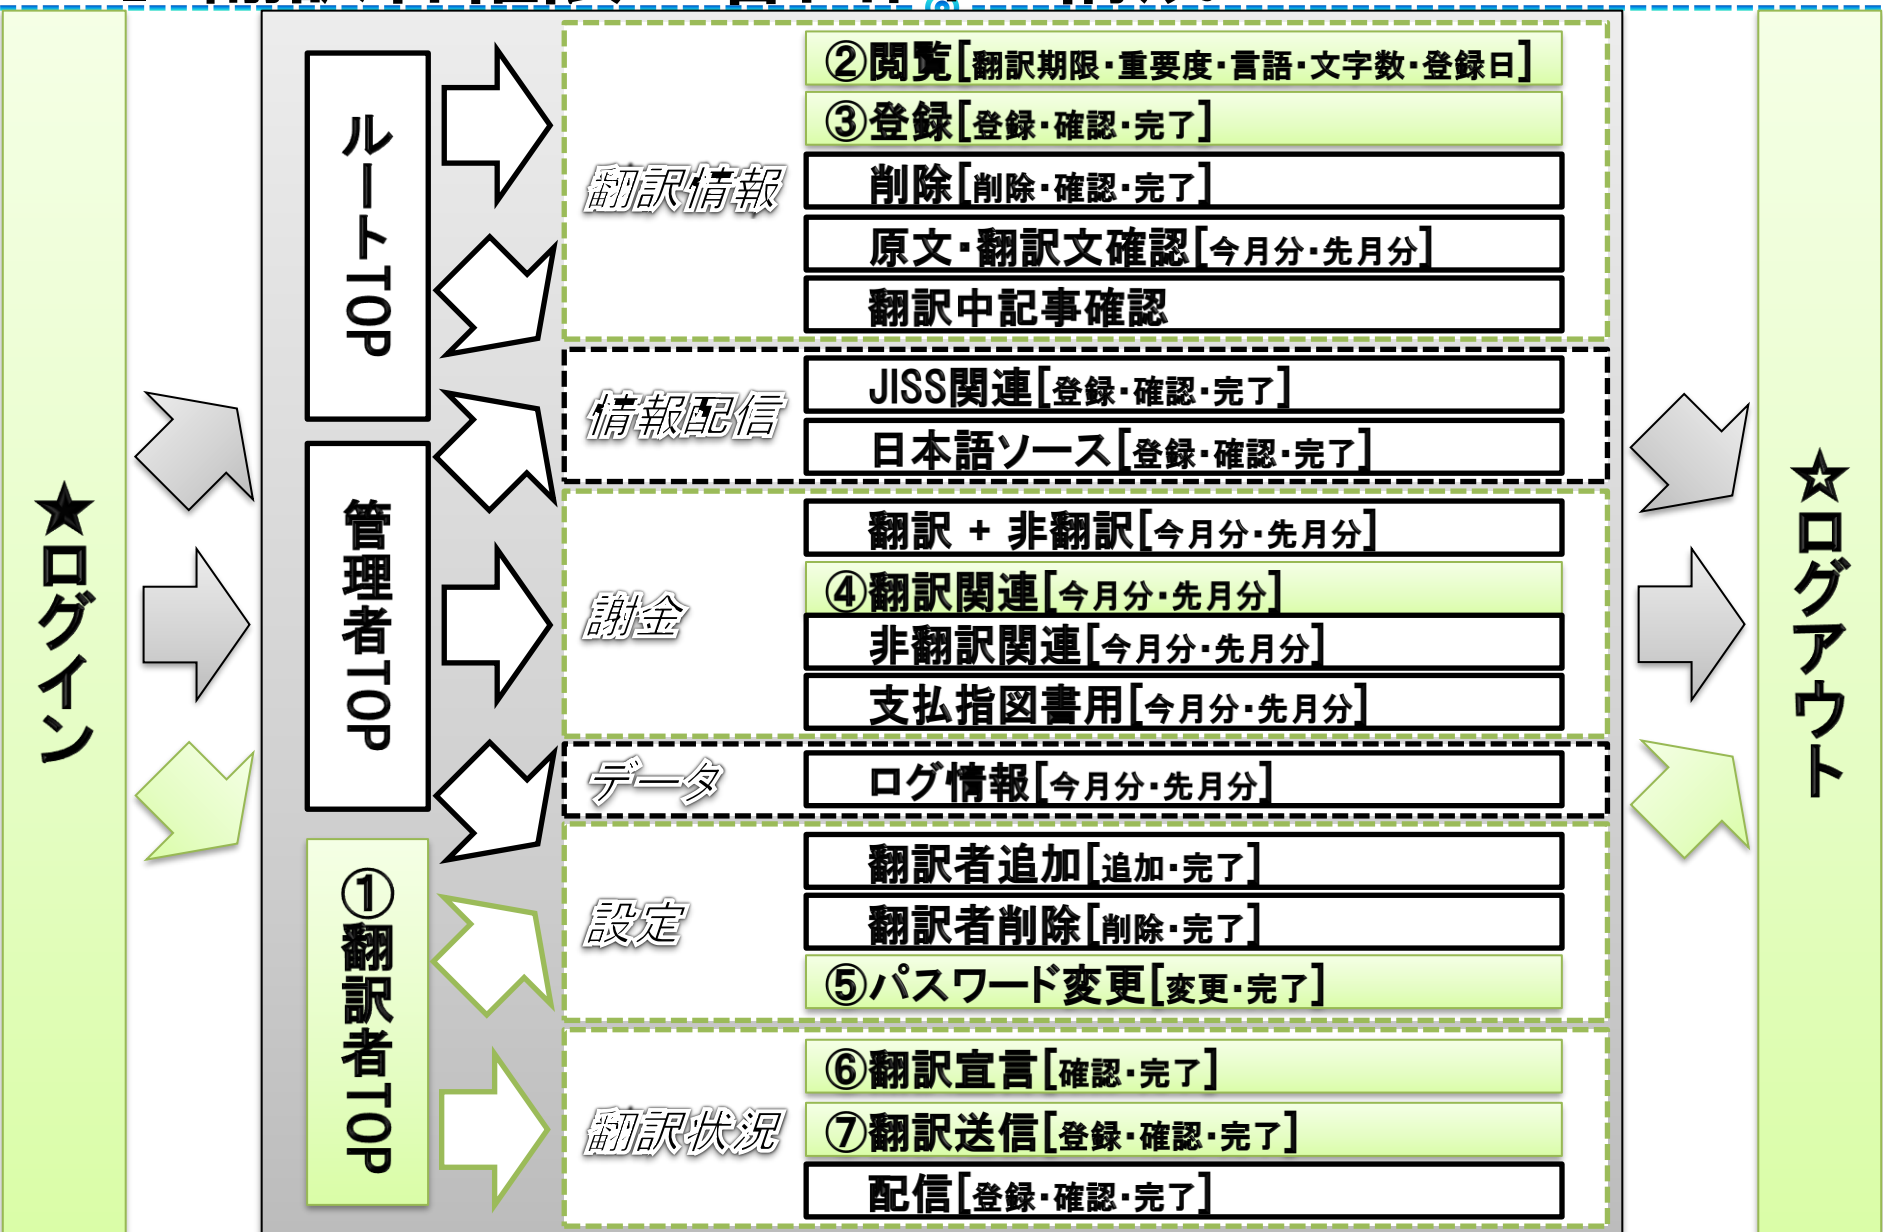 ★ログイン
ルートTOP
管理者TOP
①翻訳者TOP
翻訳情報
②閲覧[翻訳期限・重要度・言語・文字数・登録日]
③登録[登録・確認・完了]
削除[削除・確認・完了]
原文・翻訳文確認[今月分・先月分]
翻訳中記事確認
情報配信
JISS関連[登録・確認・完了]
日本語ソース[登録・確認・完了]
謝金
翻訳 + 非翻訳[今月分・先月分]
④翻訳関連[今月分・先月分]
非翻訳関連[今月分・先月分]
支払指図書用[今月分・先月分]
データ
ログ情報[今月分・先月分]
設定
翻訳者追加[追加・完了]
翻訳者削除[削除・完了]
⑤パスワード変更[変更・完了]
翻訳状況
⑥翻訳宣言[確認・完了]
⑦翻訳送信[登録・確認・完了]
配信[登録・確認・完了]
☆ログアウト